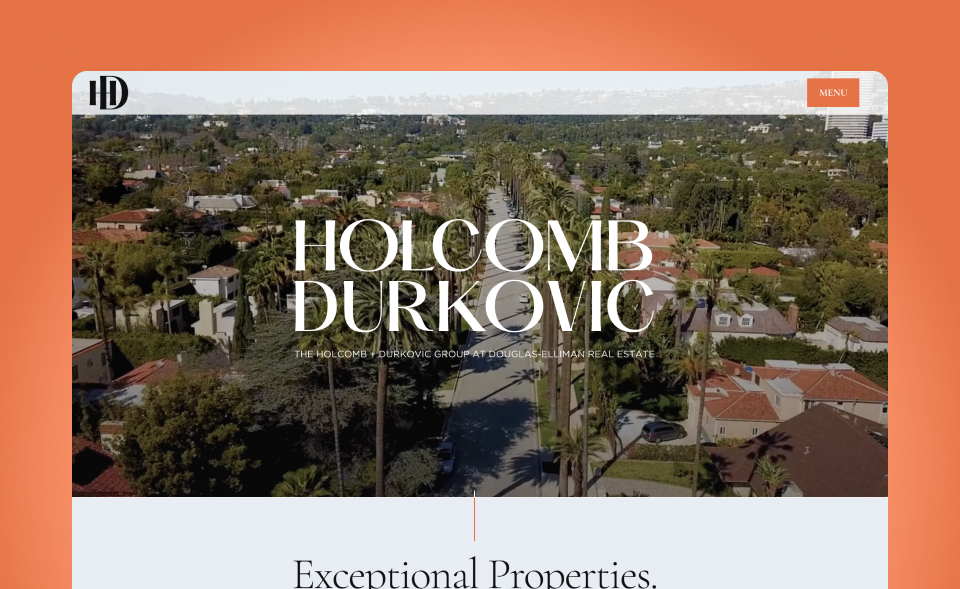 HD
MENU
HOLCOMB
DURKOVIC
THE HOLCOMB + DURKOVIC GROUP AT DOUGLAS-ELLIMAN REAL ESTATE
Exceptional Properties.